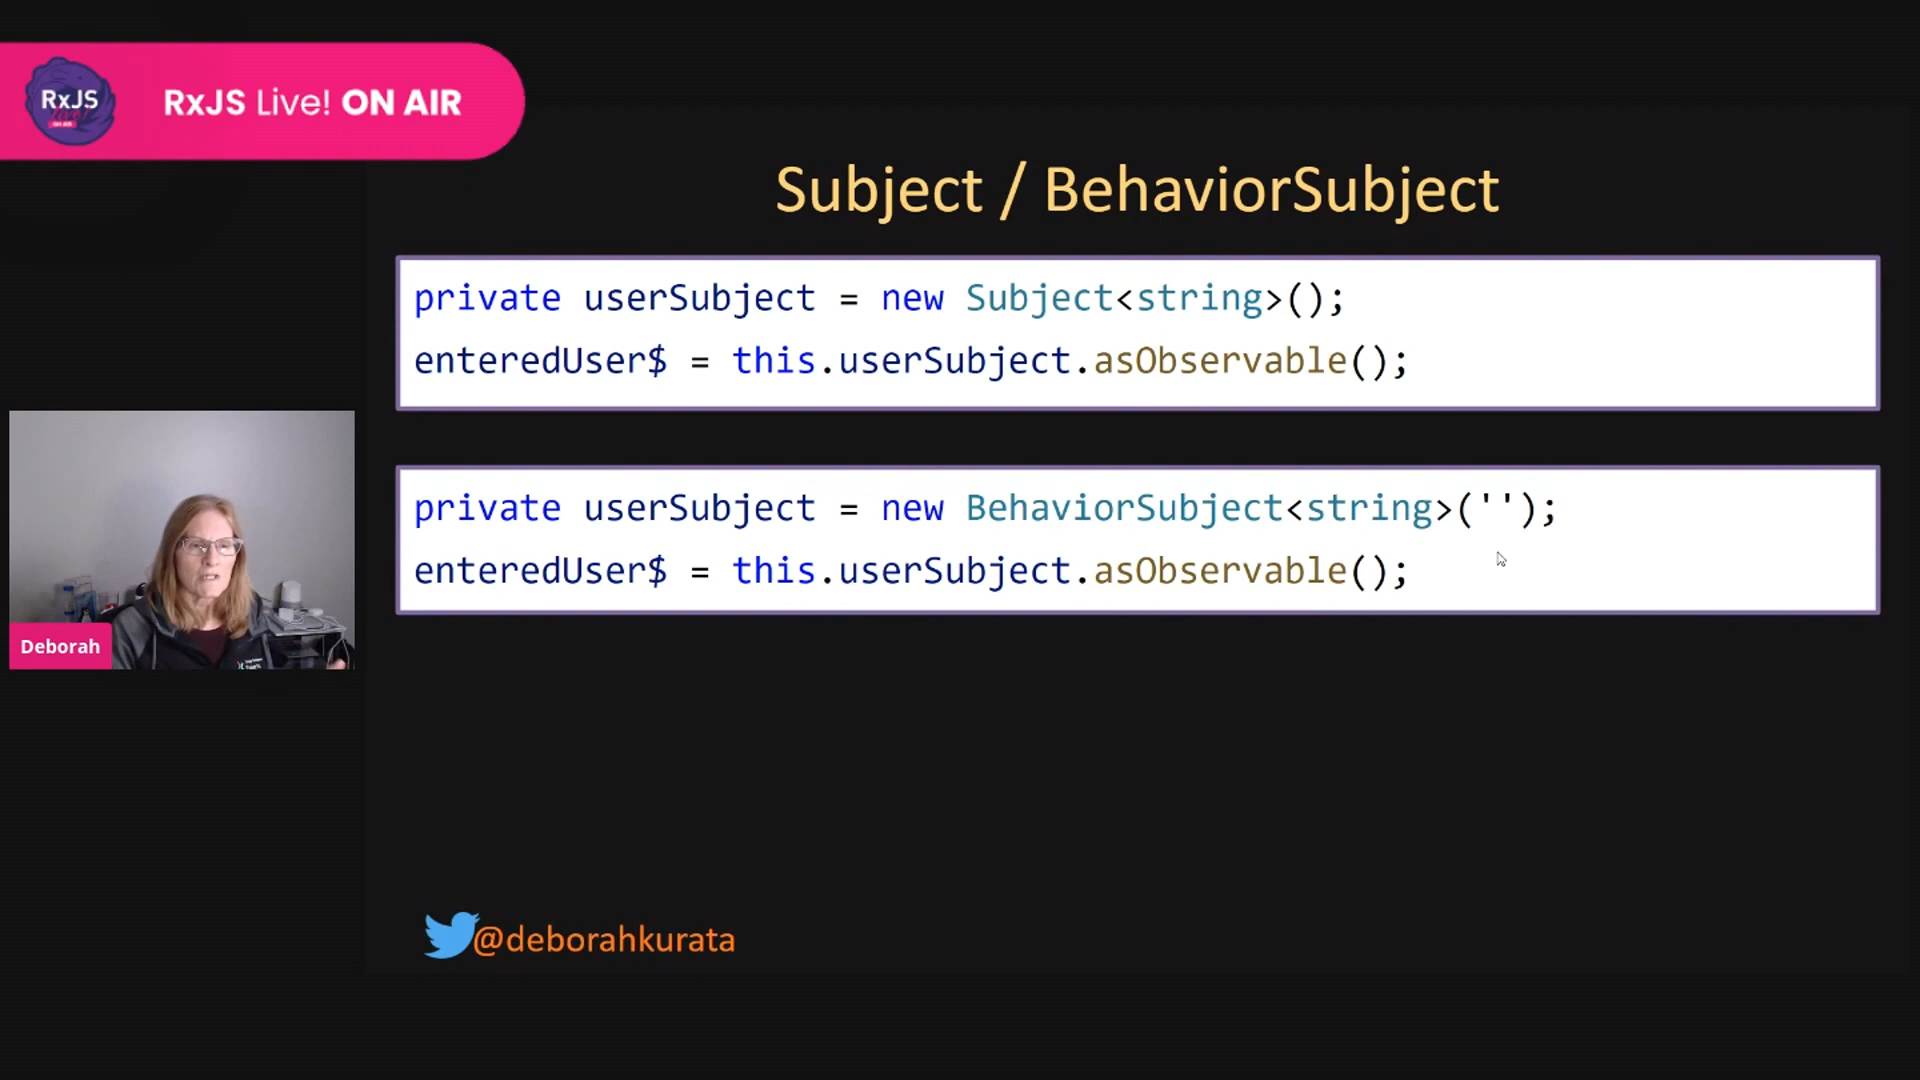 RxJS
RxJS Live! ON AIR
Subject / BehaviorSubject
private userSubject = new Subject<string>();
enteredUser$ = this.userSubject.asObservable();
private userSubject = new BehaviorSubject<string>('');
enteredUser$ = this.userSubject.asObservable();
Deborah
@deborahkurata